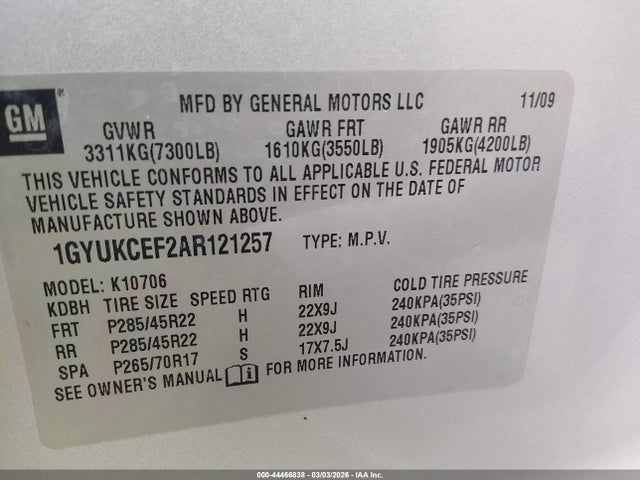 GM
MFD BY GENERAL MOTORS LLC 11/09
GVWR GAWR FRT GAWR RR
3311KG(7300LB) 1610KG(3550LB) 1905KG(4200LB)
THIS VEHICLE CONFORMS TO ALL APPLICABLE U.S. FEDERAL MOTOR
VEHICLE SAFETY STANDARDS IN EFFECT ON THE DATE OF
MANUFACTURE SHOWN ABOVE.
1GYUKCEF2AR121257 TYPE: M.P.V.
MODEL: K10706
KDBH TIRE SIZE SPEED RTG RIM COLD TIRE PRESSURE
FRT P285/45R22 H 22X9J 240KPA(35PSI)
RR P285/45R22 H 22X9J 240KPA(35PSI)
SPA P265/70R17 S 17X7.5J 240KPA(35PSI)
SEE OWNER'S MANUAL FOR MORE INFORMATION.
000-44466838 - 03/03/2026 - IAA Inc.